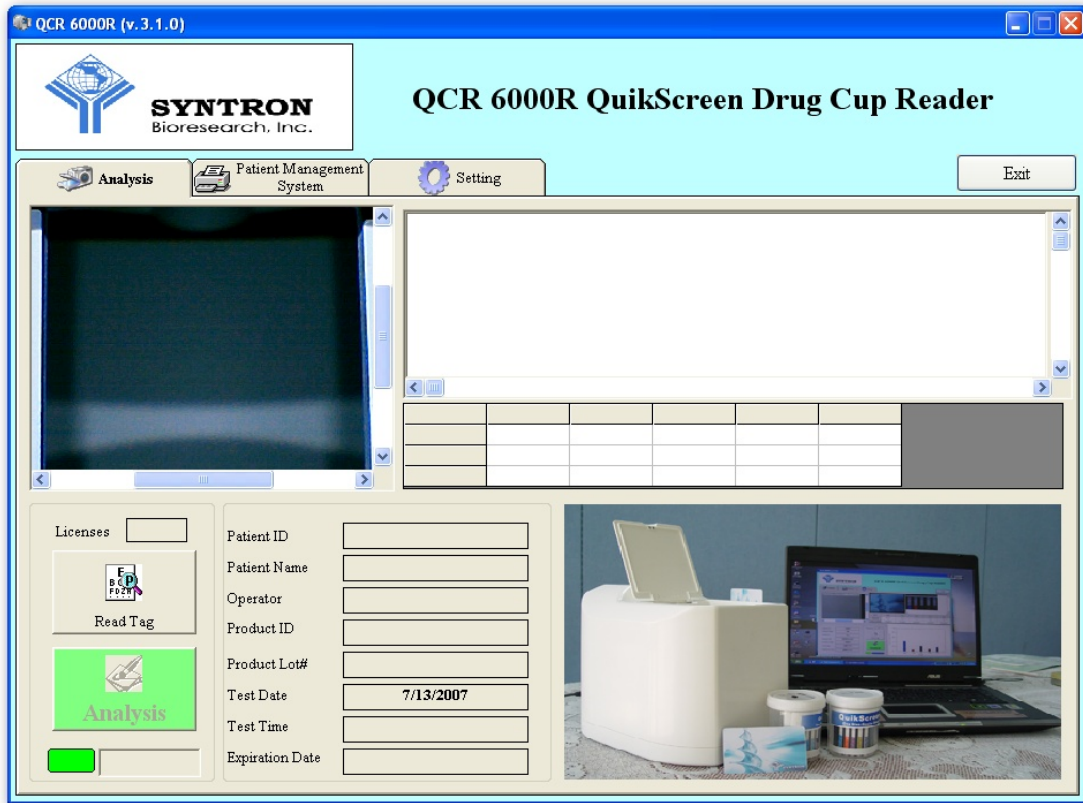 QCR 6000R (v.3.1.0)
SYNTRON
Bioresearch, Inc.
QCR 6000R QuikScreen Drug Cup Reader
Analysis
Patient Management
System
Setting
Exit
Licenses
Read Tag
Analysis
Patient ID
Patient Name
Operator
Product ID
Product Lot#
Test Date
7/13/2007
Test Time
Expiration Date
SYNTRON
QuikScreen